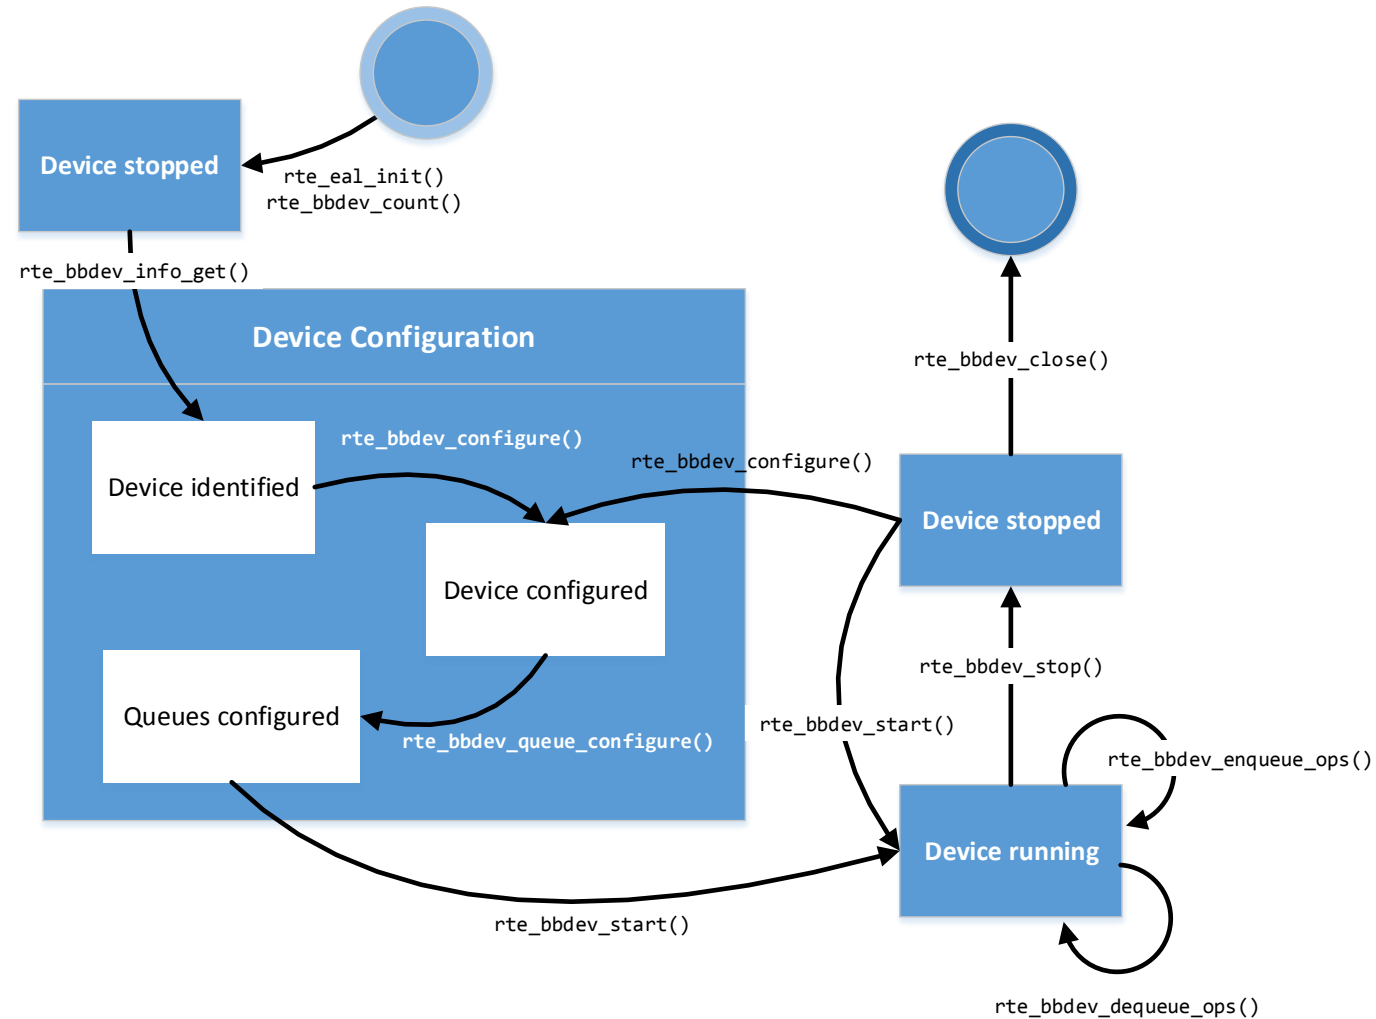 Device stopped
rte_eal_init()
rte_bbdev_count()
rte_bbdev_info_get()
Device Configuration
rte_bbdev_close()
Device identified
rte_bbdev_configure()
rte_bbdev_configure()
Device stopped
Device configured
rte_bbdev_stop()
Queues configured
rte_bbdev_queue_configure()
rte_bbdev_start()
rte_bbdev_enqueue_ops()
Device running
rte_bbdev_start()
rte_bbdev_dequeue_ops()